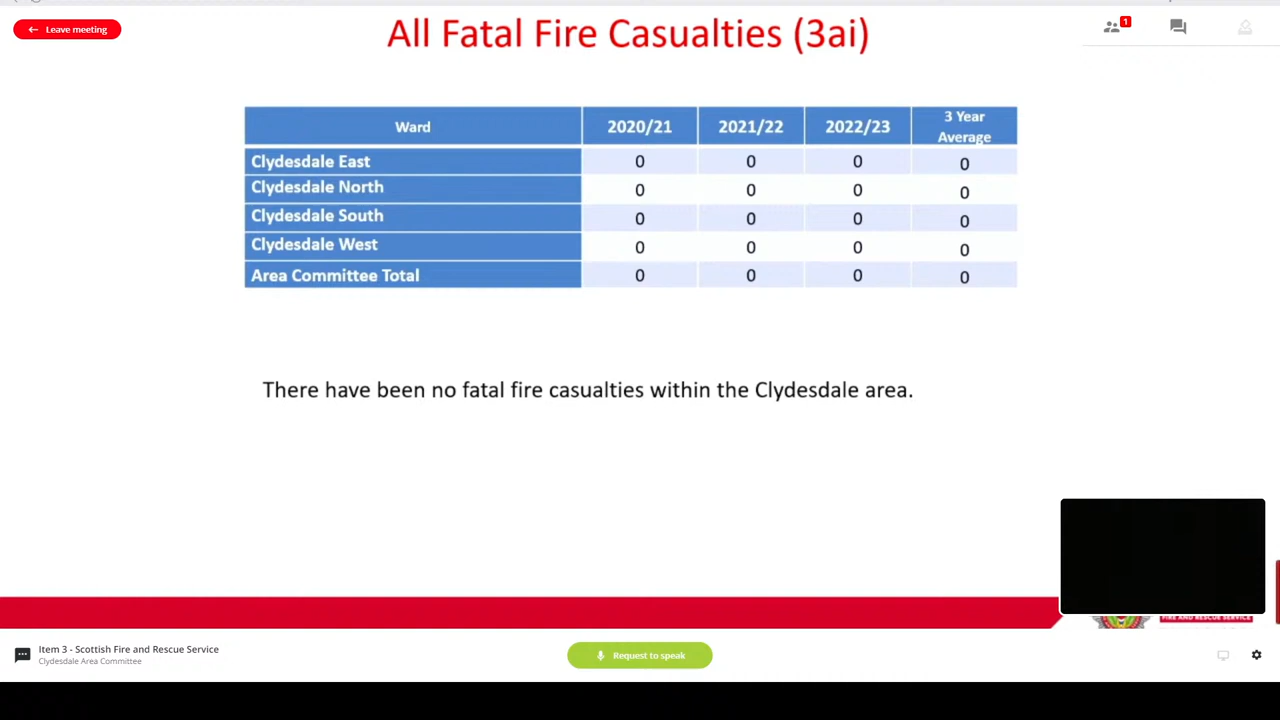 Leave meeting
All Fatal Fire Casualties (3ai)
1
Ward 2020/21 2021/22 2022/23 3 Year Average
Clydesdale East 0 0 0 0
Clydesdale North 0 0 0 0
Clydesdale South 0 0 0 0
Clydesdale West 0 0 0 0
Area Committee Total 0 0 0 0
There have been no fatal fire casualties within the Clydesdale area.
FIRE AND RESCUE SERVICE
Item 3 - Scottish Fire and Rescue Service
Clydesdale Area Committee
Request to speak